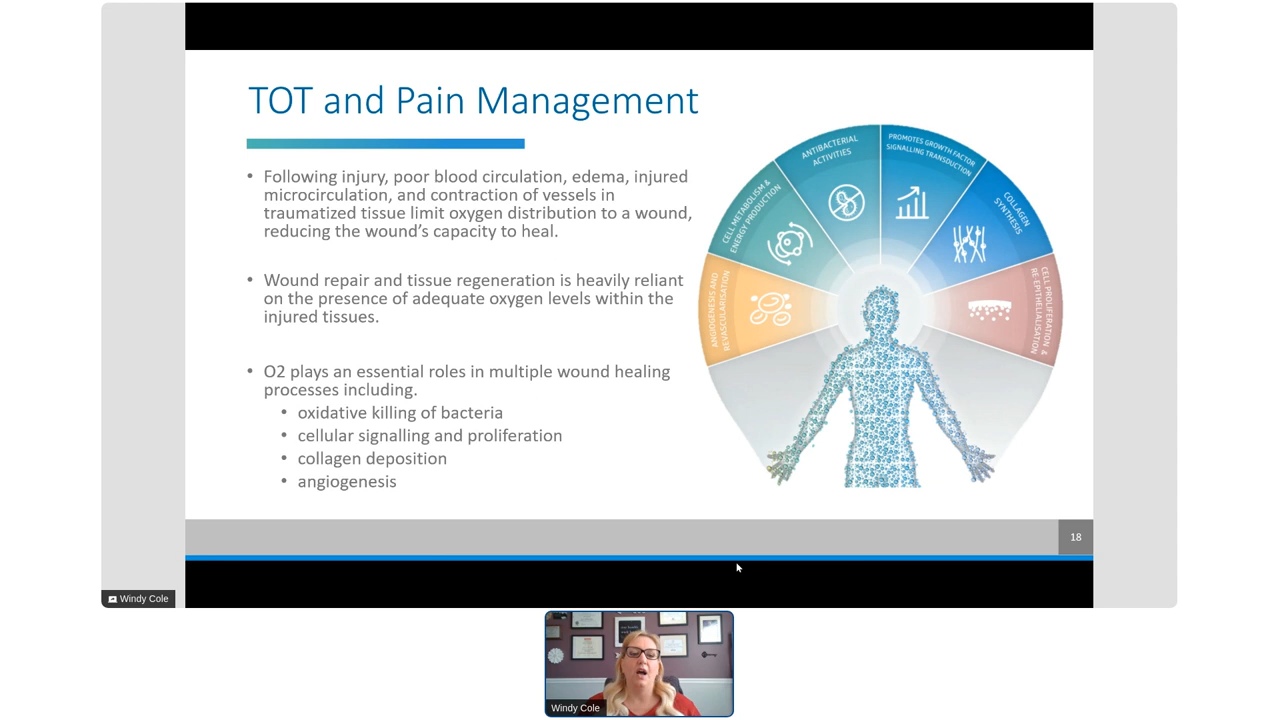 TOT and Pain Management
• Following injury, poor blood circulation, edema, injured
microcirculation, and contraction of vessels in
traumatized tissue limit oxygen distribution to a wound,
reducing the wound's capacity to heal.
• Wound repair and tissue regeneration is heavily reliant
on the presence of adequate oxygen levels within the
injured tissues.
• O2 plays an essential roles in multiple wound healing
processes including.
• oxidative killing of bacteria
• cellular signalling and proliferation
• collagen deposition
• angiogenesis
ANGIOGENESIS AND
REVASCULARISATION
CELL METABOLISM &
ENERGY PRODUCTION
ANTIBACTERIAL
ACTIVITIES
PROMOTES GROWTH FACTOR
SIGNALLING TRANSDUCTION
COLLAGEN
SYNTHESIS
CELL PROLIFERATION &
RE-EPITHELIALISATION
18
Windy Cole
Windy Cole